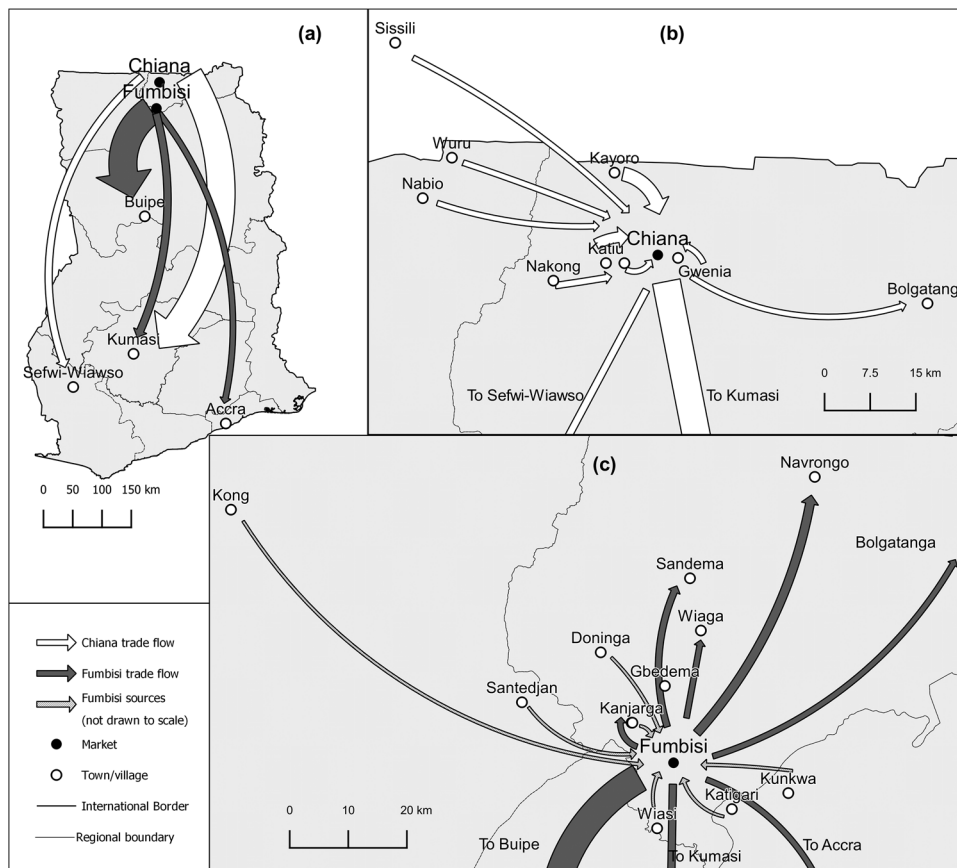 (a)
Chiana
Fumbisi
Buipe
Kumasi
Sefwi-Wiawso
Accra
0 50 100 150 km
(b)
Sissili
Wuru
Kayoro
Nabio
Chiana
Katiu
Gwenia
Nakong
Bolgatang
To Sefwi-Wiawso
To Kumasi
0 7.5 15 km
(c)
Navrongo
Kong
Bolgatanga
Sandema
Wiaga
Doninga
Gbedema
Santedjan
Kanjarga
Fumbisi
Kunkwa
Katigari
Wiasi
To Buipe
To Kumasi
To Accra
0 10 20 km
Chiana trade flow
Fumbisi trade flow
Fumbisi sources
(not drawn to scale)
Market
Town/village
International Border
Regional boundary